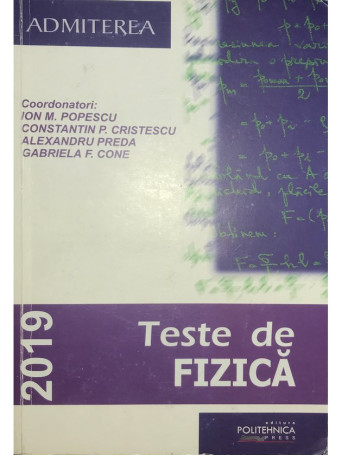 ADMITEREA
Coordonatori:
ION M. POPESCU
CONSTANTIN P. CRISTESCU
ALEXANDRU PREDA
GABRIELA F. CONE
2019
Teste de
FIZICĂ
editura
POLITEHNICA
PRESS